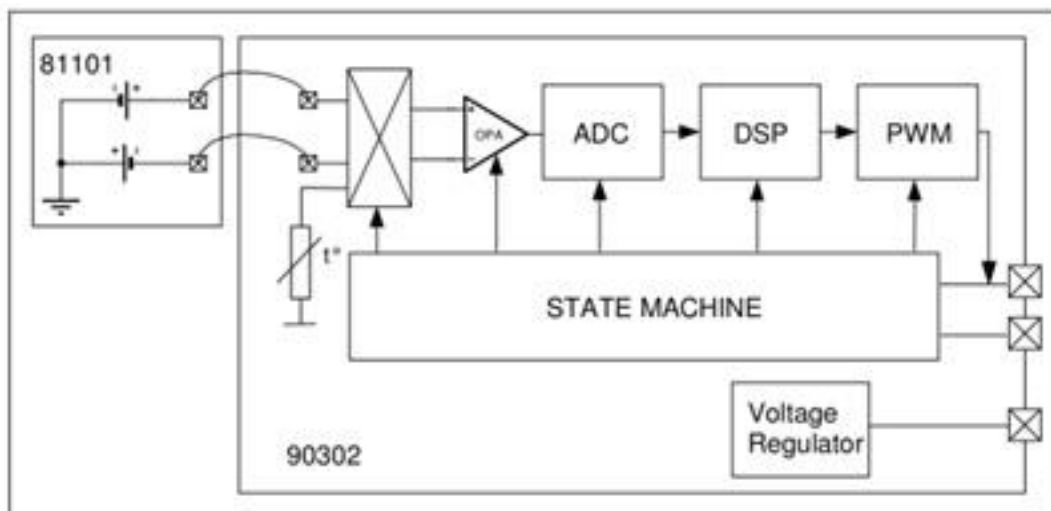 81101
OPA
ADC
DSP
PWM
t°
STATE MACHINE
Voltage
Regulator
90302